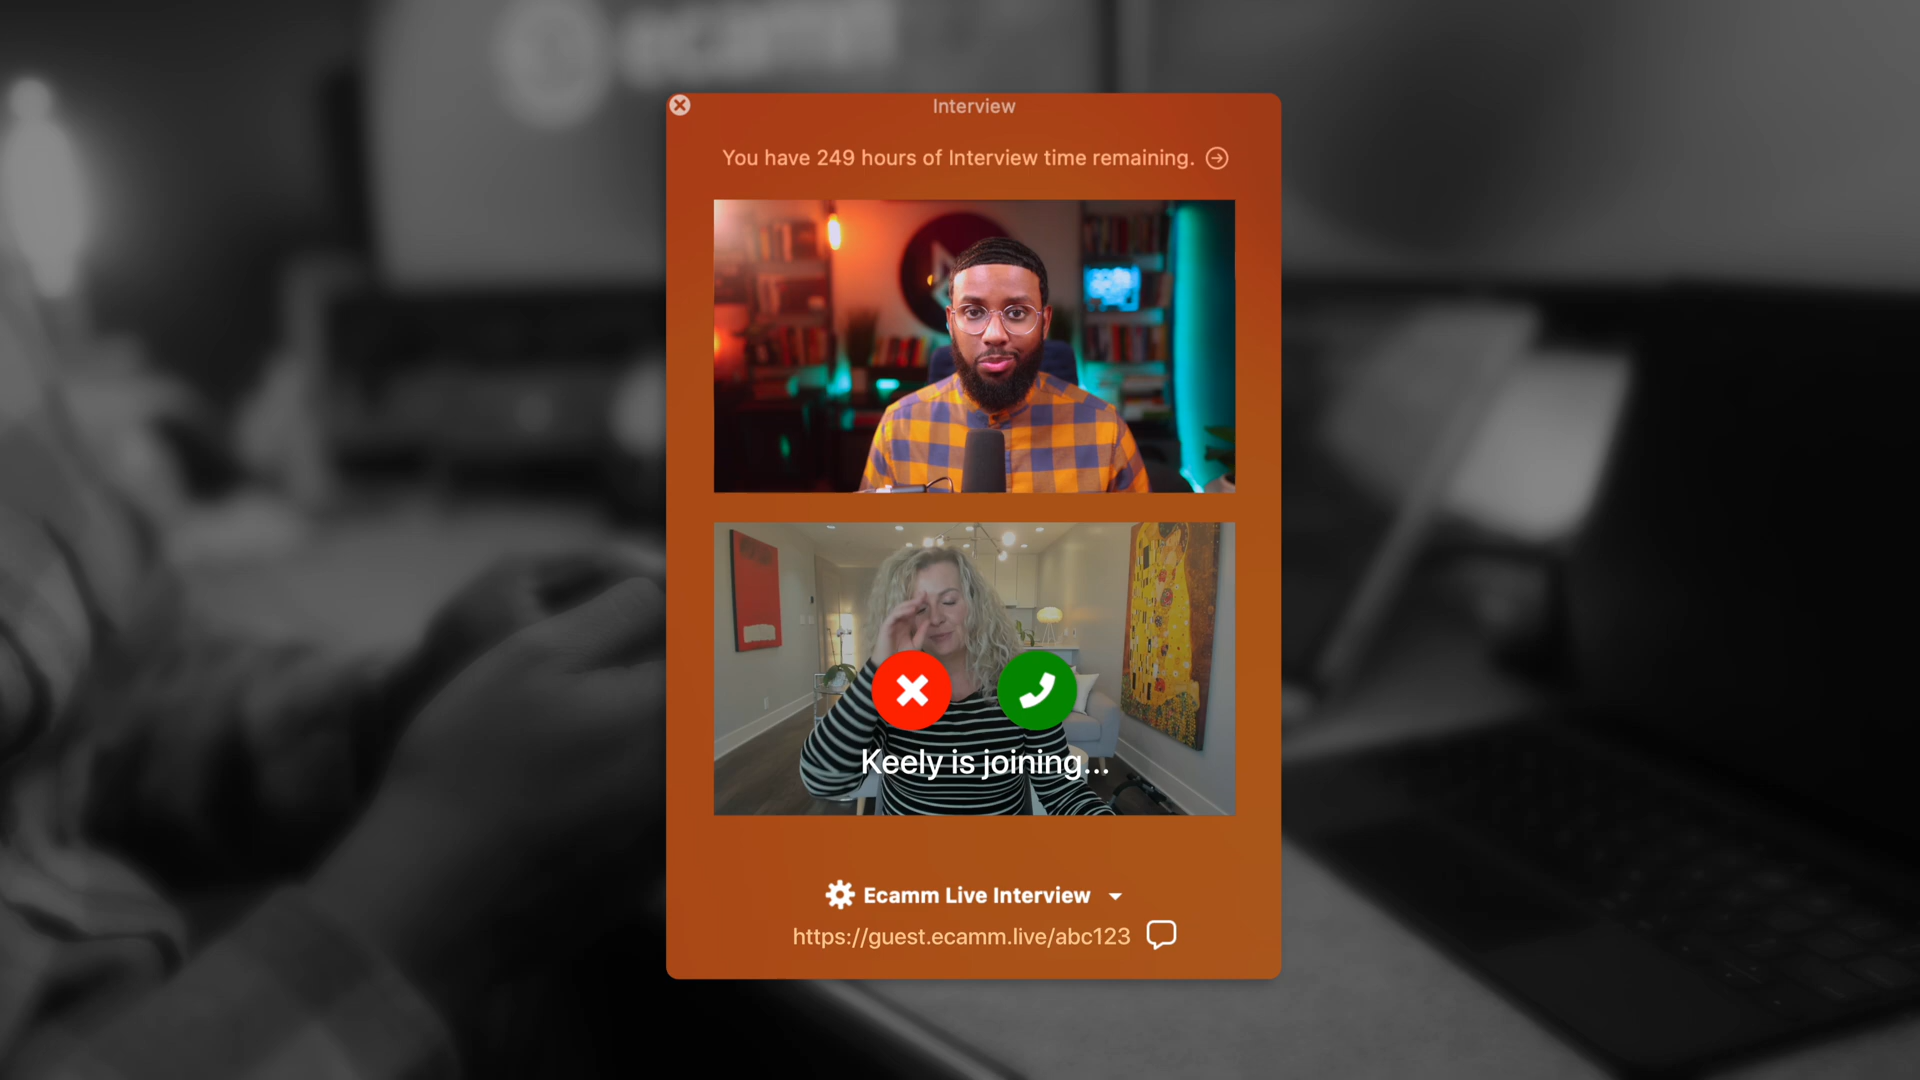 ecamm
Interview
You have 249 hours of Interview time remaining.
Keely is joining...
Ecamm Live Interview
https://guest.ecamm.live/abc123